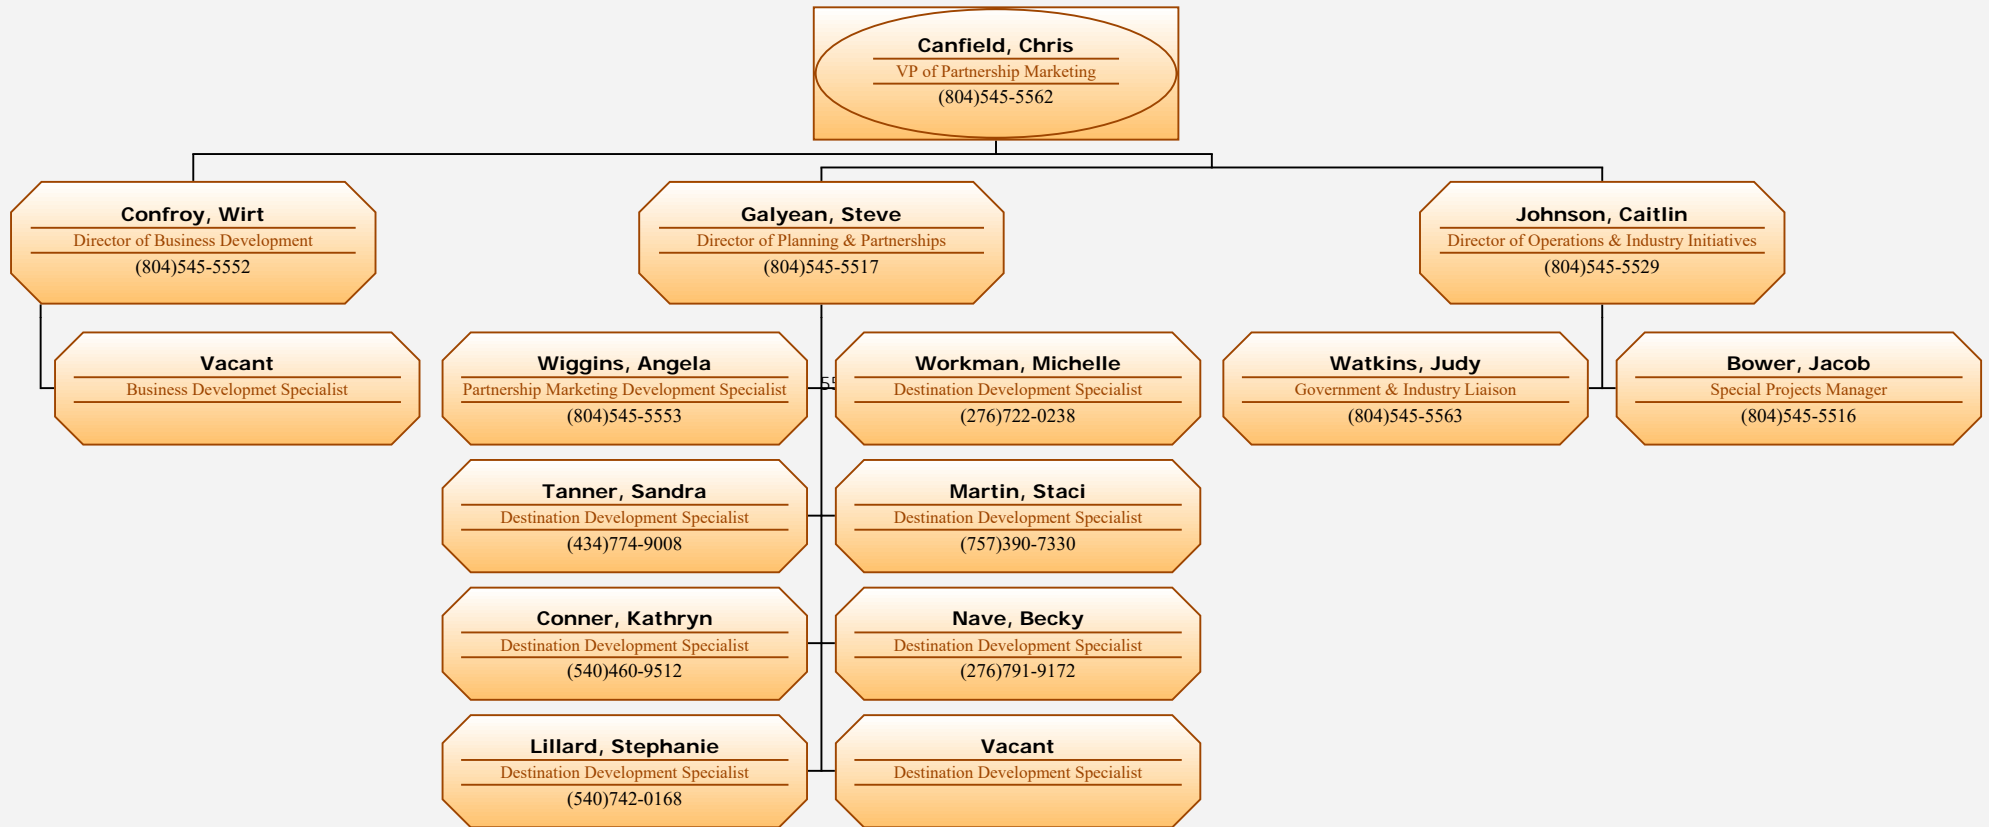 Canfield, Chris
VP of Partnership Marketing
(804)545-5562
Confroy, Wirt
Director of Business Development
(804)545-5552
Galyean, Steve
Director of Planning & Partnerships
(804)545-5517
Johnson, Caitlin
Director of Operations & Industry Initiatives
(804)545-5529
Vacant
Business Developmet Specialist
Wiggins, Angela
Partnership Marketing Development Specialist
(804)545-5553
Workman, Michelle
Destination Development Specialist
(276)722-0238
Watkins, Judy
Government & Industry Liaison
(804)545-5563
Bower, Jacob
Special Projects Manager
(804)545-5516
Tanner, Sandra
Destination Development Specialist
(434)774-9008
Martin, Staci
Destination Development Specialist
(757)390-7330
Conner, Kathryn
Destination Development Specialist
(540)460-9512
Nave, Becky
Destination Development Specialist
(276)791-9172
Lillard, Stephanie
Destination Development Specialist
(540)742-0168
Vacant
Destination Development Specialist